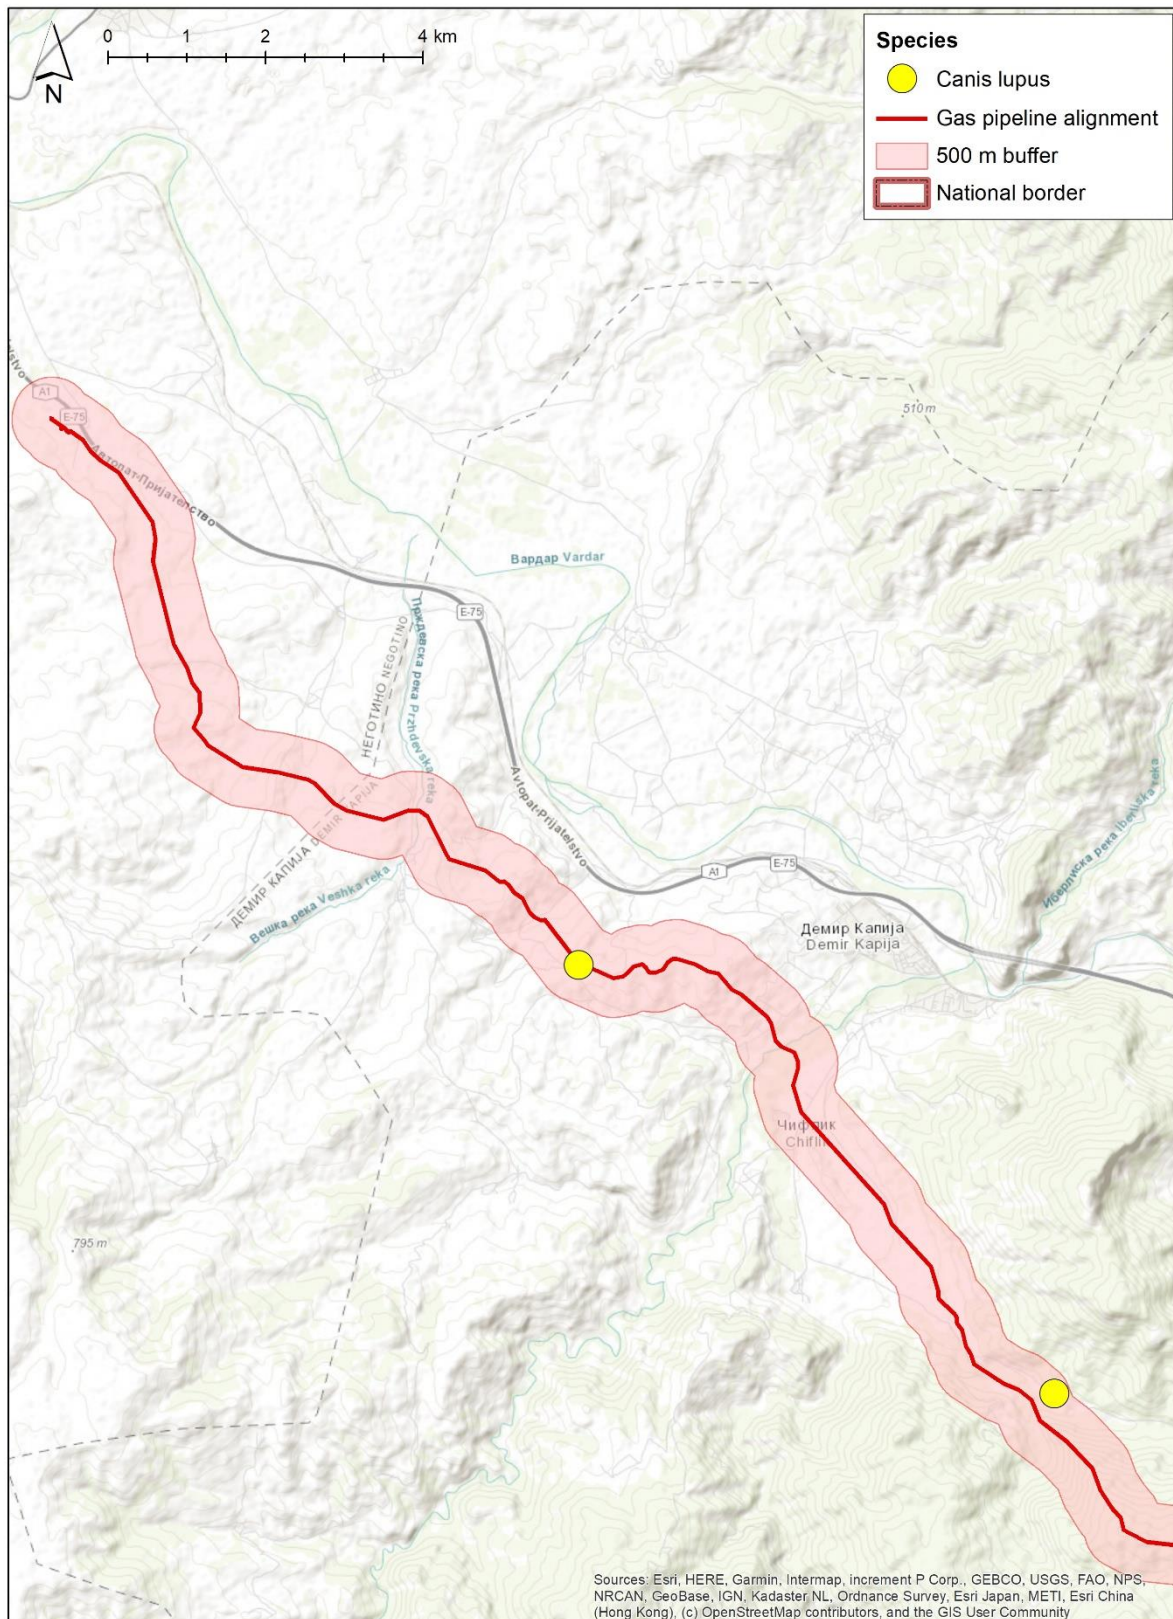 0 1 2 4 km
N
Species
Canis lupus
Gas pipeline alignment
500 m buffer
National border
A1
E-75
Автопат-Пријателство
510 m
Вардар Vardar
E-75
Прждевска река Przhdevska reka
НЕГОТИНО NEGOTINO
ДЕМИР КАПИЈА DEMIR KAPIJA
Avtopat-Prijatelstvo
Вешка река Veshka reka
A1
E-75
Иберлиска река Iberliska reka
Демир Капија
Demir Kapija
Чифлик
795 m
Sources: Esri, HERE, Garmin, Intermap, increment P Corp., GEBCO, USGS, FAO, NPS,
NRCAN, GeoBase, IGN, Kadaster NL, Ordnance Survey, Esri Japan, METI, Esri China
(Hong Kong), (c) OpenStreetMap contributors, and the GIS User Community